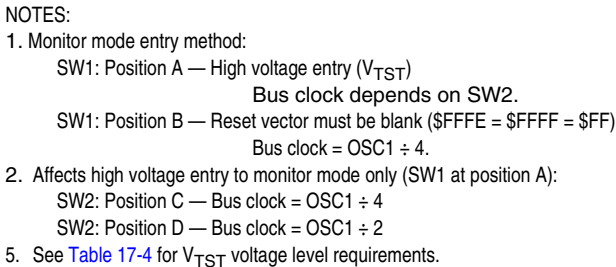 NOTES:
1. Monitor mode entry method:
SW1: Position A — High voltage entry (VTST)
Bus clock depends on SW2.
SW1: Position B — Reset vector must be blank ($FFFE = $FFFF = $FF)
Bus clock = OSC1 ÷ 4.
2. Affects high voltage entry to monitor mode only (SW1 at position A):
SW2: Position C — Bus clock = OSC1 ÷ 4
SW2: Position D — Bus clock = OSC1 ÷ 2
5. See Table 17-4 for VTST voltage level requirements.